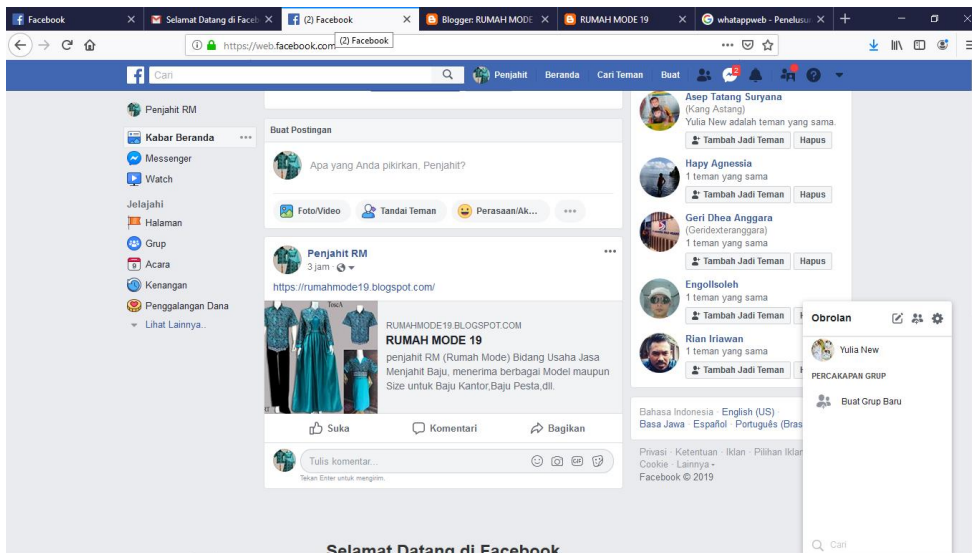 Facebook
Selamat Datang di Faceb
(2) Facebook
Blogger: RUMAH MODE
RUMAH MODE 19
whatappweb - Penelusu
https://web.facebook.com
(2) Facebook
Cari
Penjahit
Beranda
Cari Teman
Buat
2
Penjahit RM
Kabar Beranda
Messenger
Watch
Jelajahi
Halaman
Grup
Acara
Kenangan
Penggalangan Dana
Lihat Lainnya..
Buat Postingan
Apa yang Anda pikirkan, Penjahit?
Foto/Video
Tandai Teman
Perasaan/Ak...
Penjahit RM
3 jam ·
https://rumahmode19.blogspot.com/
ToscA
RUMAHMODE19.BLOGSPOT.COM
RUMAH MODE 19
penjahit RM (Rumah Mode) Bidang Usaha Jasa
Menjahit Baju, menerima berbagai Model maupun
Size untuk Baju Kantor,Baju Pesta,dll.
Suka
Komentari
Bagikan
Tulis komentar...
GIF
Tekan Enter untuk mengirim.
Selamat Datang di Facebook
Asep Tatang Suryana
(Kang Astang)
Yulia New adalah teman yang sama.
Tambah Jadi Teman
Hapus
Hapy Agnessia
1 teman yang sama
Tambah Jadi Teman
Hapus
Geri Dhea Anggara
(Geridexteranggara)
1 teman yang sama
Tambah Jadi Teman
Hapus
Engollsoleh
1 teman yang sama
Tambah Jadi Teman
Rian Iriawan
1 teman yang sama
Tambah Jadi Teman
Bahasa Indonesia · English (US) ·
Basa Jawa · Español · Português (Bras
Privasi · Ketentuan · Iklan · Pilihan Iklan
Cookie · Lainnya
Facebook © 2019
Obrolan
Yulia New
PERCAKAPAN GRUP
Buat Grup Baru
Cari